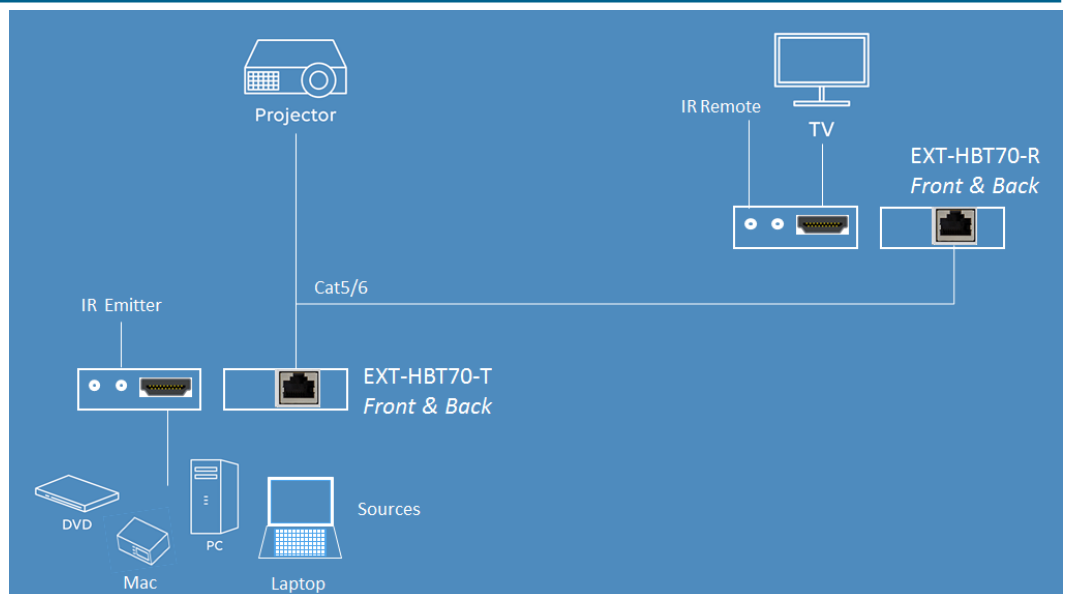 Projector
IR Remote
TV
EXT-HBT70-R
Front & Back
Cat5/6
IR Emitter
EXT-HBT70-T
Front & Back
DVD
Mac
PC
Laptop
Sources